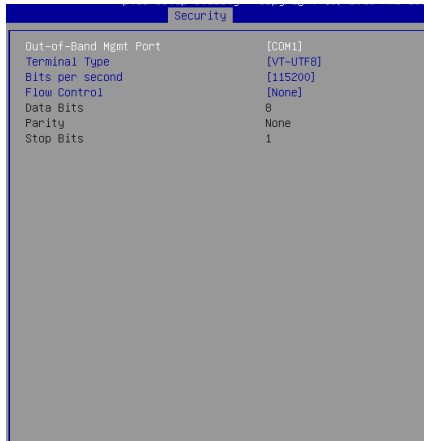 Security
Out-of-Band Mgmt Port [COM1]
Terminal Type [VT-UTF8]
Bits per second [115200]
Flow Control [None]
Data Bits 8
Parity None
Stop Bits 1